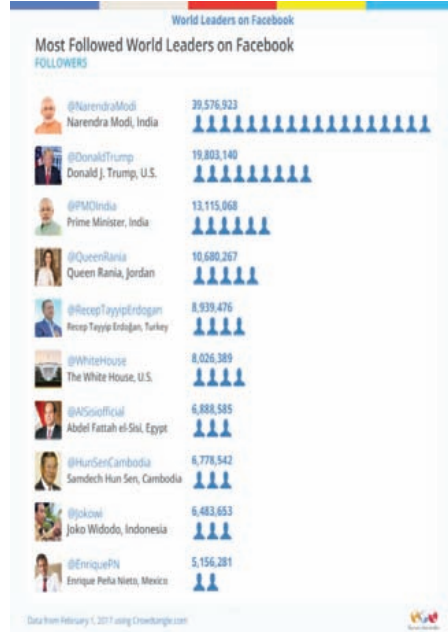 World Leaders on Facebook
Most Followed World Leaders on Facebook
FOLLOWERS
@NarendraModi 39,576,923
Narendra Modi, India
@DonaldTrump 19,803,140
Donald J. Trump, U.S.
@PMOIndia 13,115,068
Prime Minister, India
@QueenRania 10,680,267
Queen Rania, Jordan
@RecepTayyipErdogan 8,939,476
Recep Tayyip Erdoğan, Turkey
@WhiteHouse 8,026,389
The White House, U.S.
@AlSisiofficial 6,888,585
Abdel Fattah el-Sisi, Egypt
@HunSenCambodia 6,778,542
Samdech Hun Sen, Cambodia
@Jokowi 6,483,653
Joko Widodo, Indonesia
@EnriquePN 5,156,281
Enrique Peña Nieto, Mexico
Data from February 1, 2017 using Crowdtangle.com